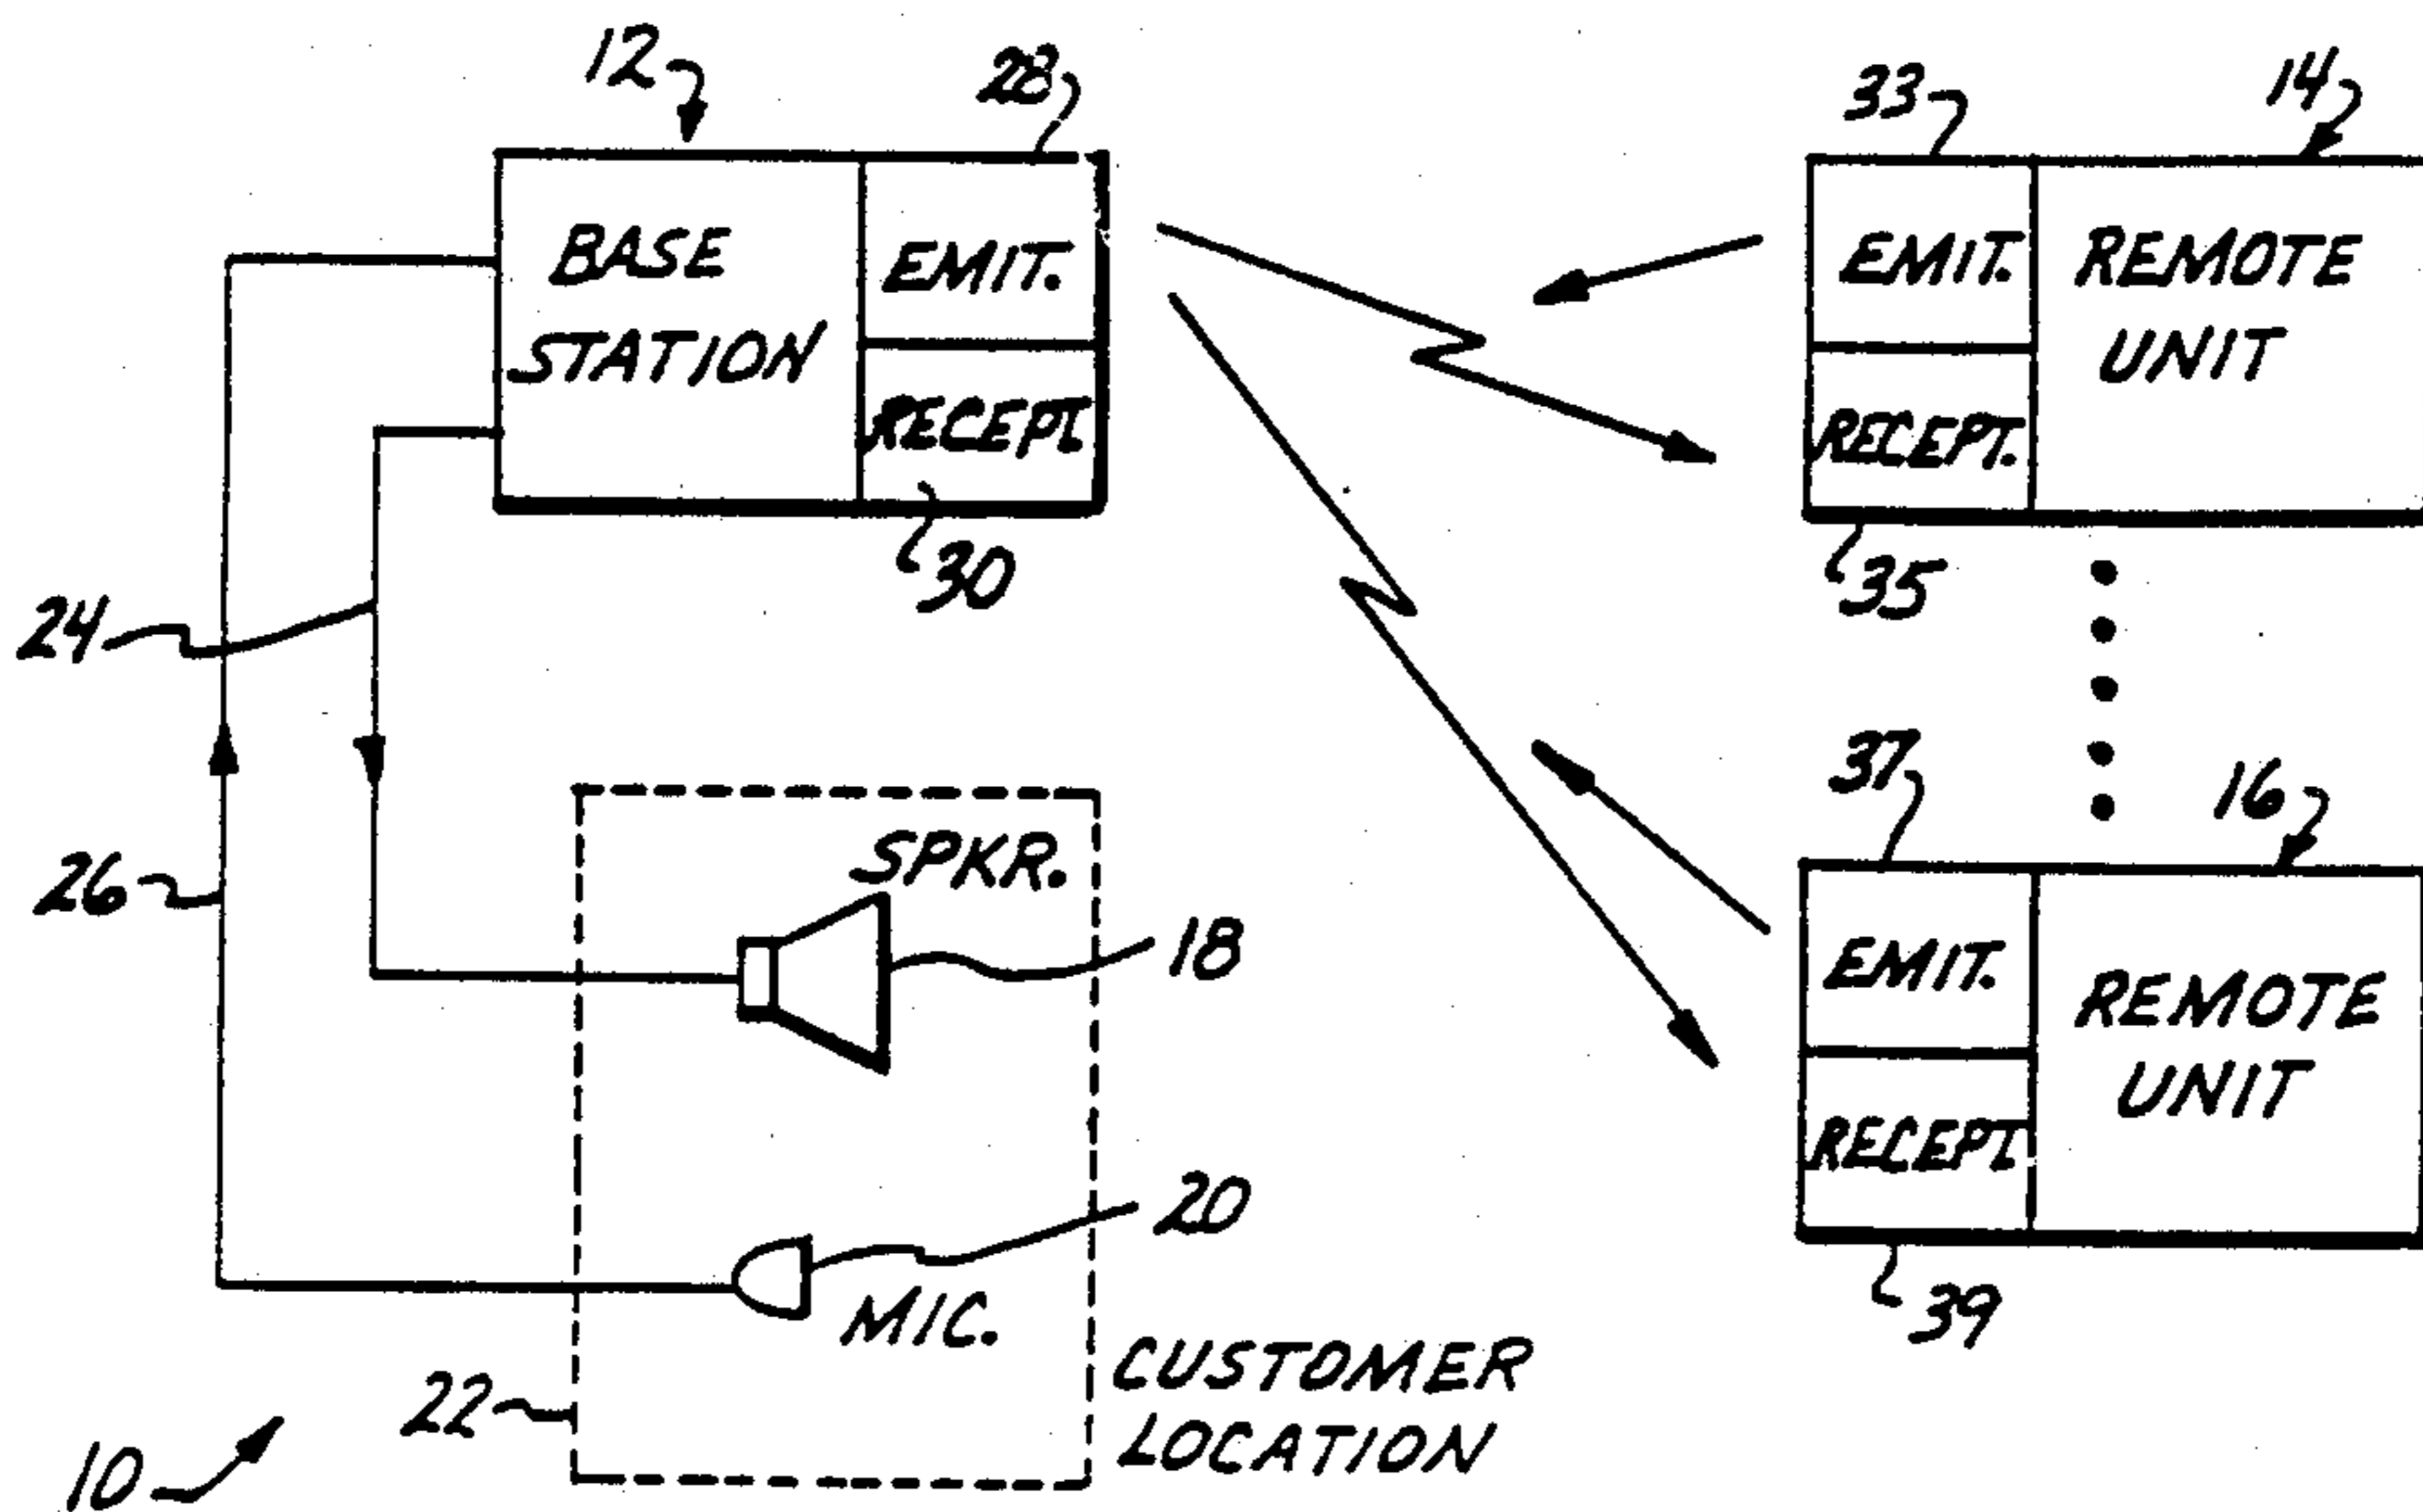 12
28
33
14
BASE
STATION
EMIT.
RECEPT
EMIT.
RECEPT.
REMOTE
UNIT
30
35
24
26
37
16
SPKR.
18
EMIT.
RECEPT
REMOTE
UNIT
20
MIC.
39
22
CUSTOMER
LOCATION
10